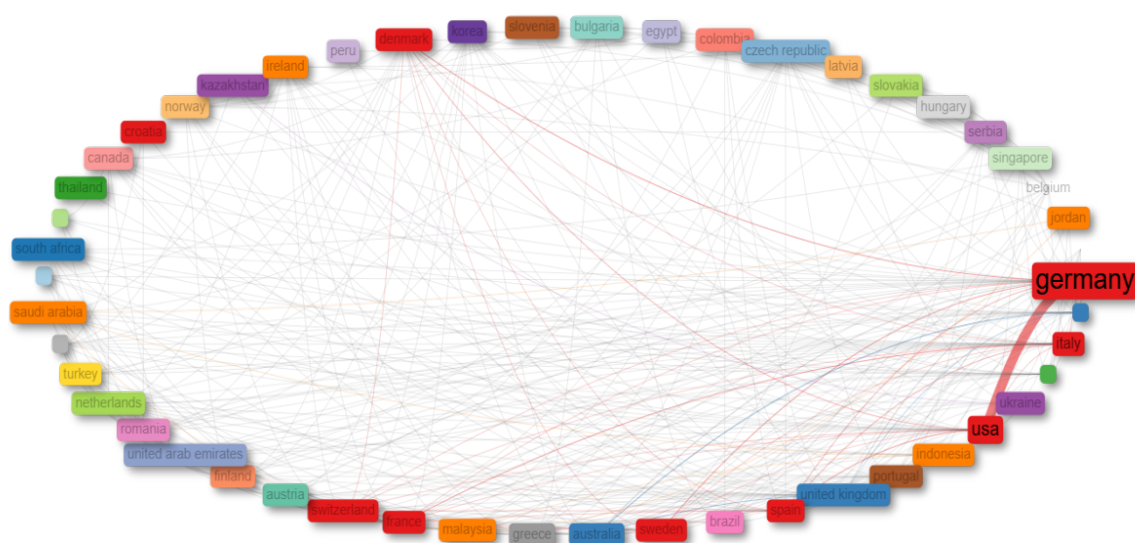 slovenia
bulgaria
korea
egypt
denmark
colombia
peru
czech republic
ireland
latvia
kazakhstan
slovakia
norway
hungary
croatia
serbia
canada
singapore
thailand
belgium
jordan
south africa
germany
saudi arabia
italy
turkey
netherlands
ukraine
romania
usa
united arab emirates
indonesia
finland
portugal
austria
united kingdom
switzerland
spain
france
brazil
malaysia
sweden
greece
australia